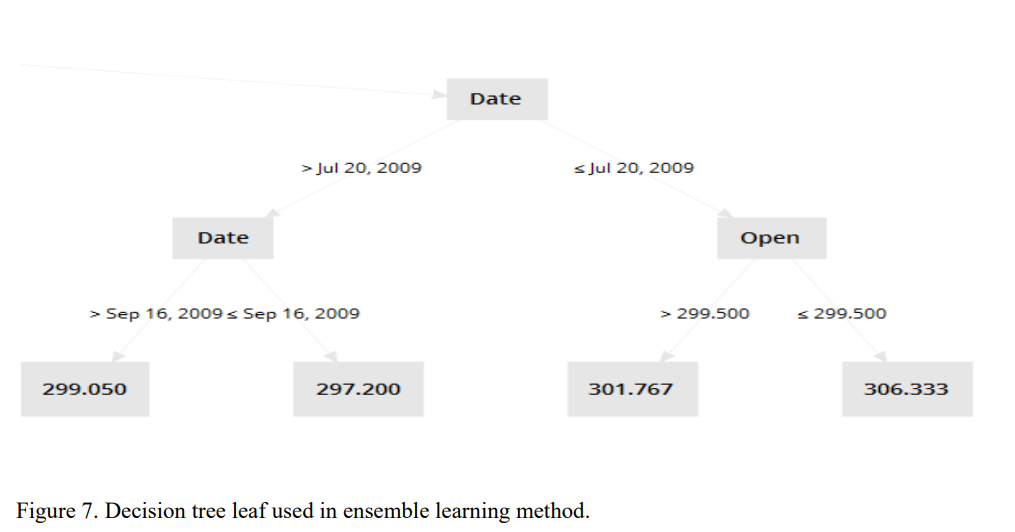 Date
> Jul 20, 2009
≤ Jul 20, 2009
Date
Open
> Sep 16, 2009
≤ Sep 16, 2009
> 299.500
≤ 299.500
299.050
297.200
301.767
306.333
Figure 7. Decision tree leaf used in ensemble learning method.